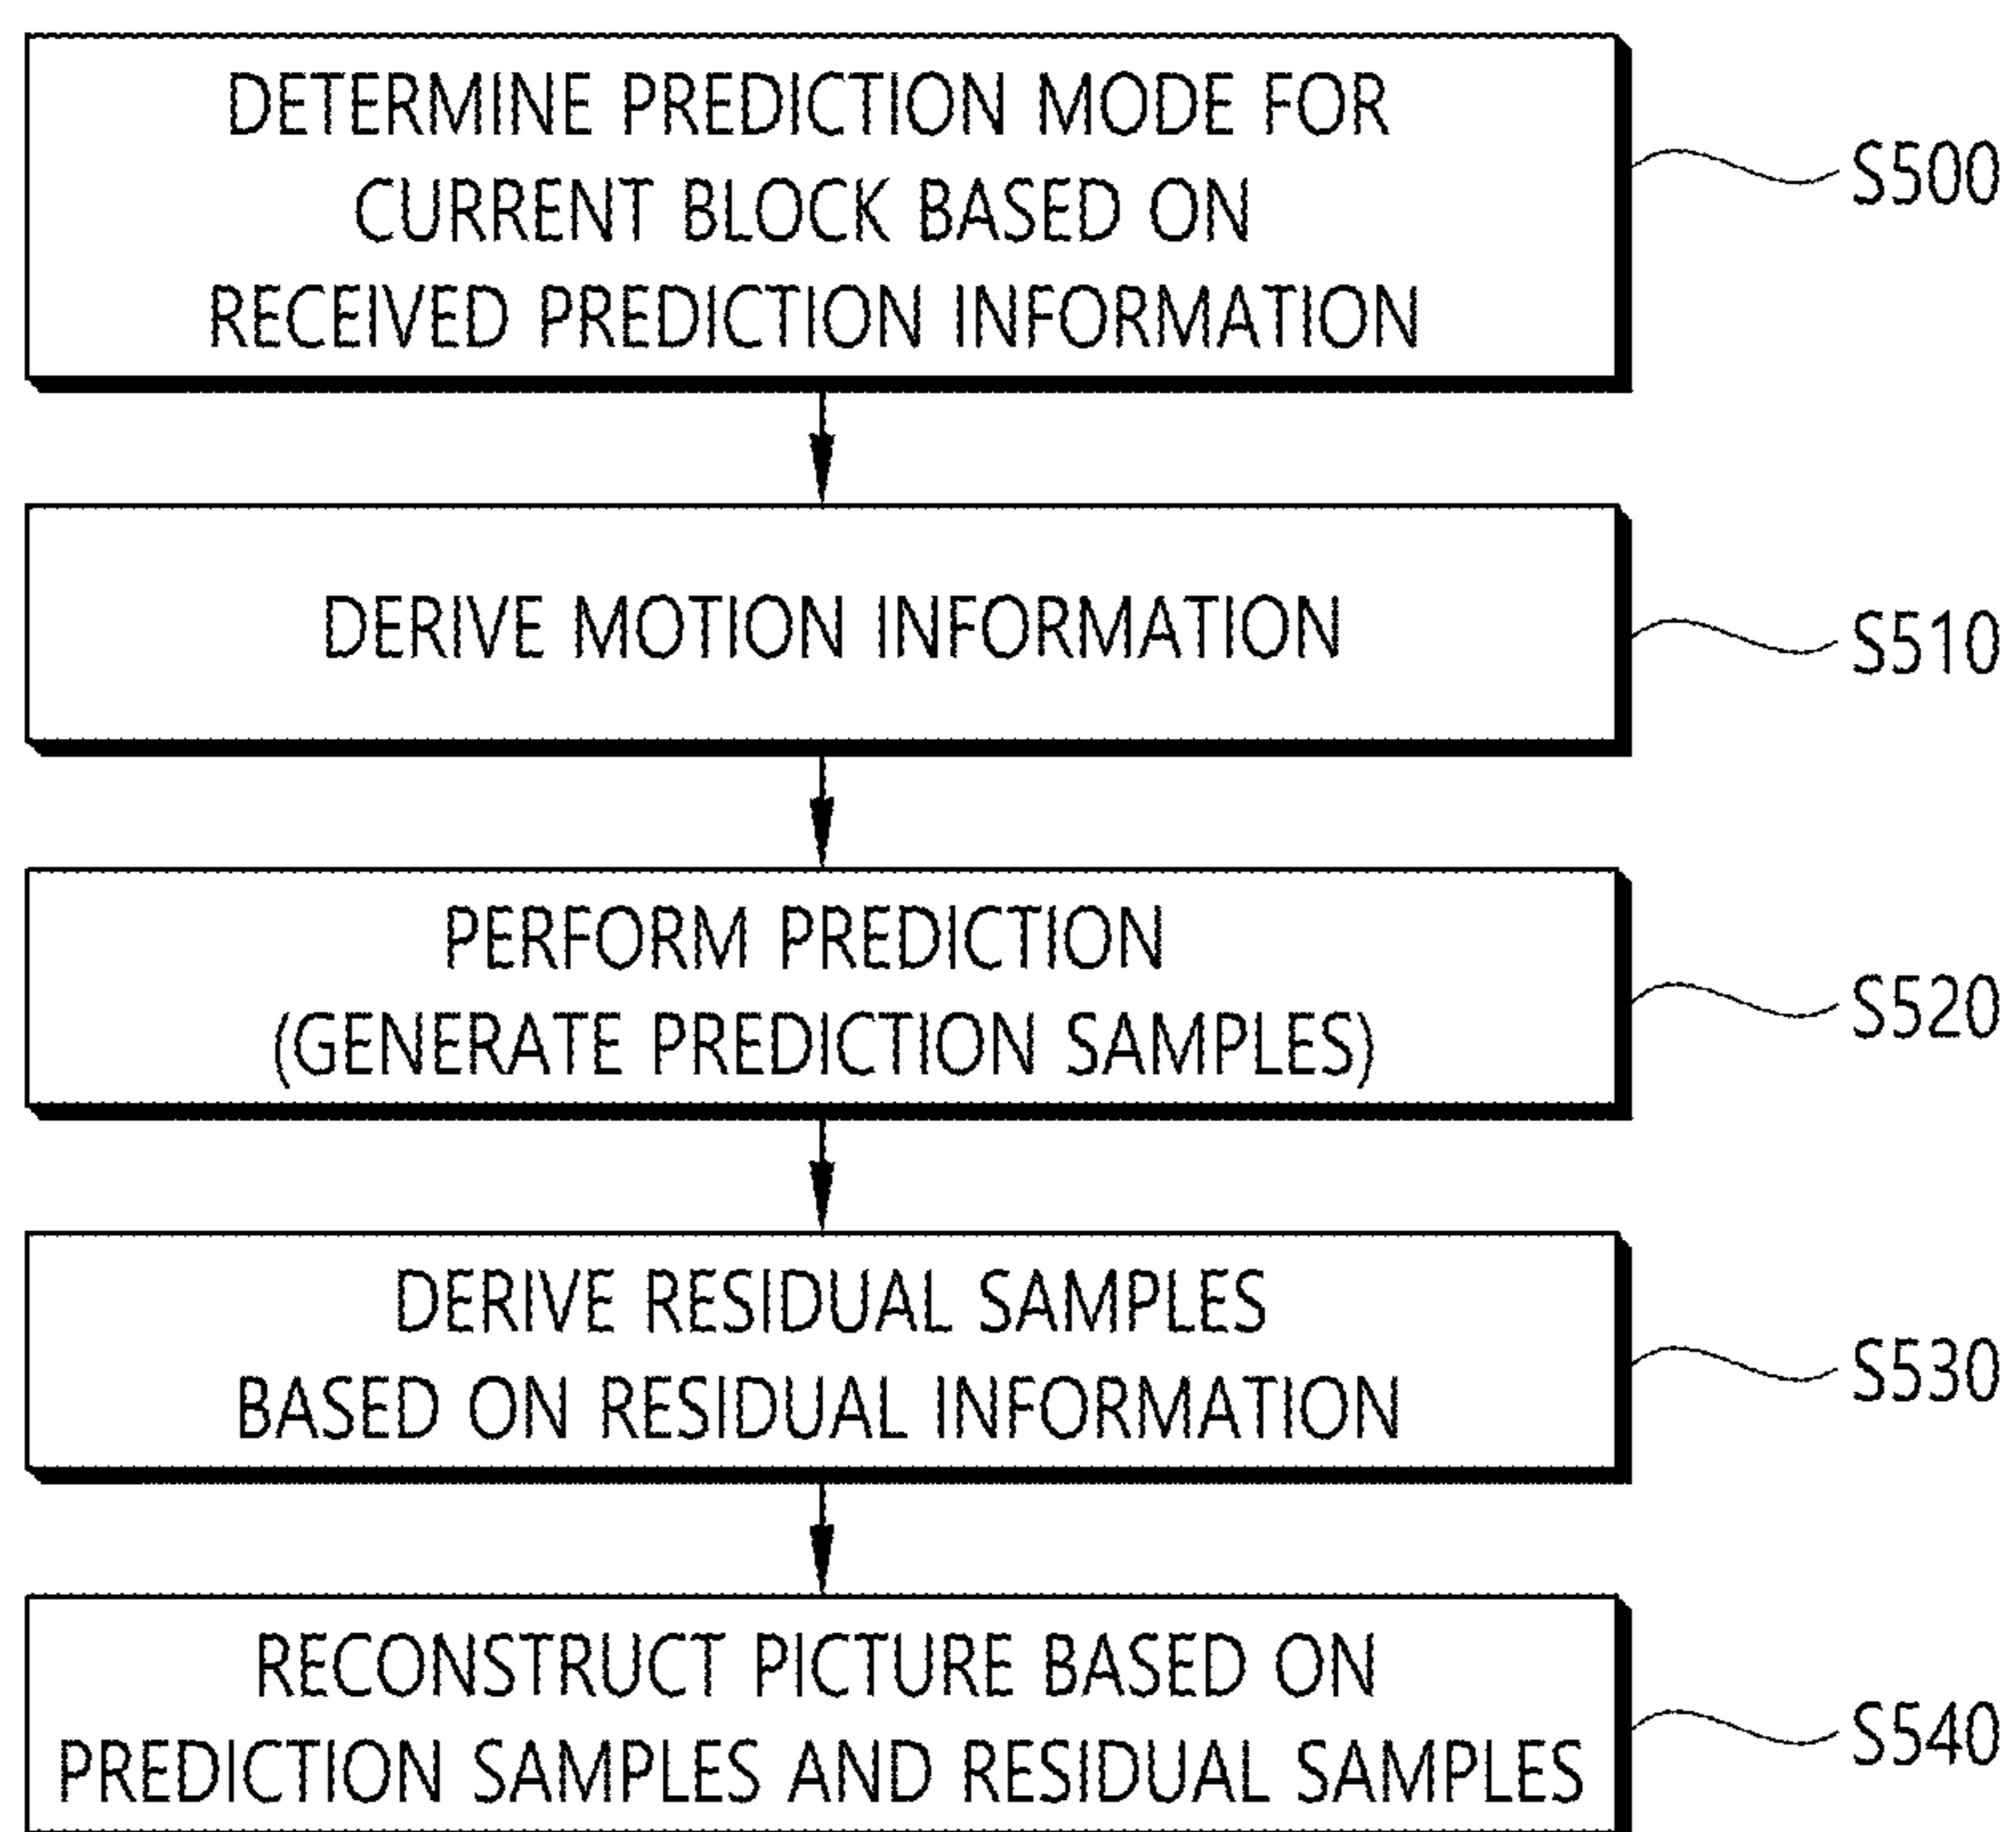 DETERMINE PREDICTION MODE FOR
CURRENT BLOCK BASED ON
RECEIVED PREDICTION INFORMATION
S500
DERIVE MOTION INFORMATION
S510
PERFORM PREDICTION
(GENERATE PREDICTION SAMPLES)
S520
DERIVE RESIDUAL SAMPLES
BASED ON RESIDUAL INFORMATION
S530
RECONSTRUCT PICTURE BASED ON
PREDICTION SAMPLES AND RESIDUAL SAMPLES
S540